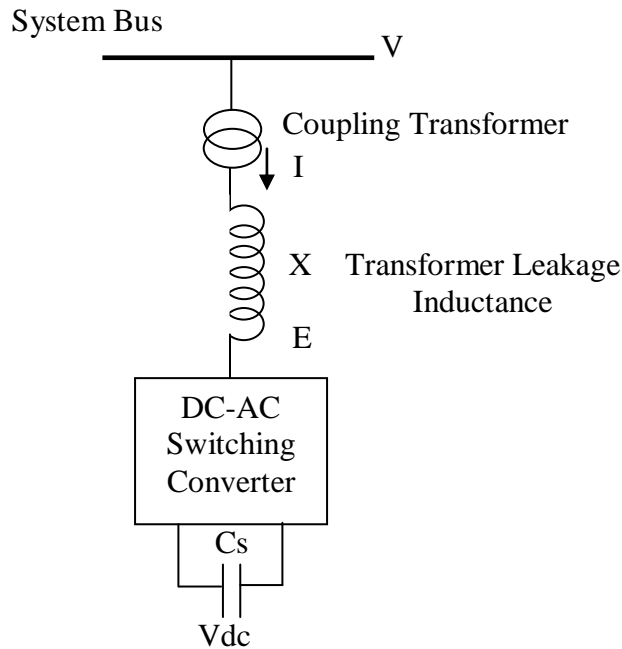 System Bus
V
Coupling Transformer
I
X
Transformer Leakage
Inductance
E
DC-AC
Switching
Converter
Cs
Vdc